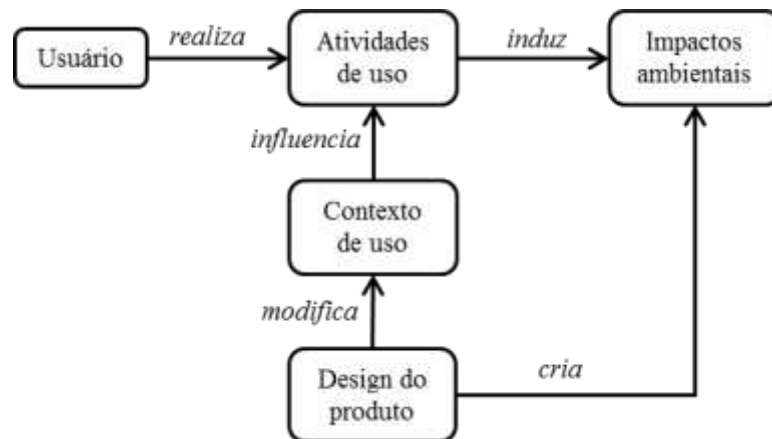 realiza
Atividades
de uso
induz
Impactos
ambientais
Usuário
influencia
Contexto
de uso
modifica
Design do
produto
cria